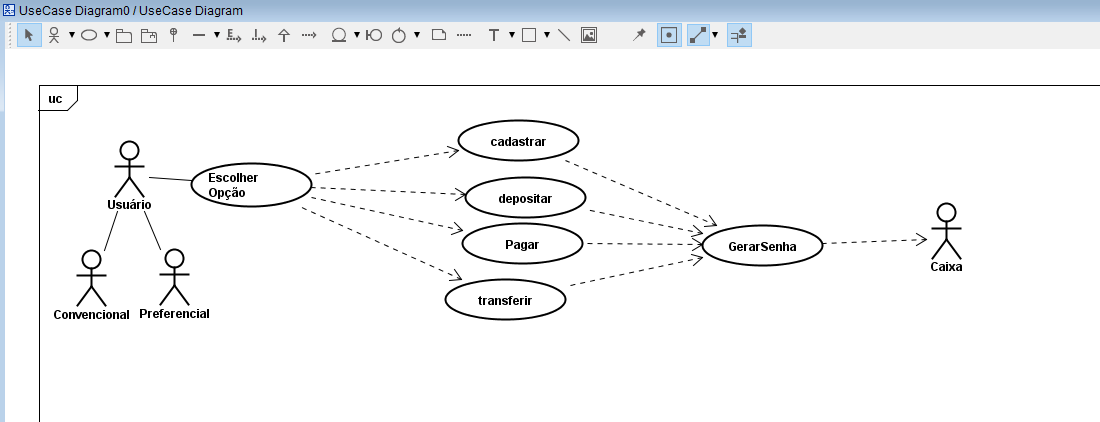 UseCase Diagram0 / UseCase Diagram
E
I
T
uc
cadastrar
Escolher
Opção
depositar
Usuário
Pagar
GerarSenha
Caixa
transferir
Convencional
Preferencial